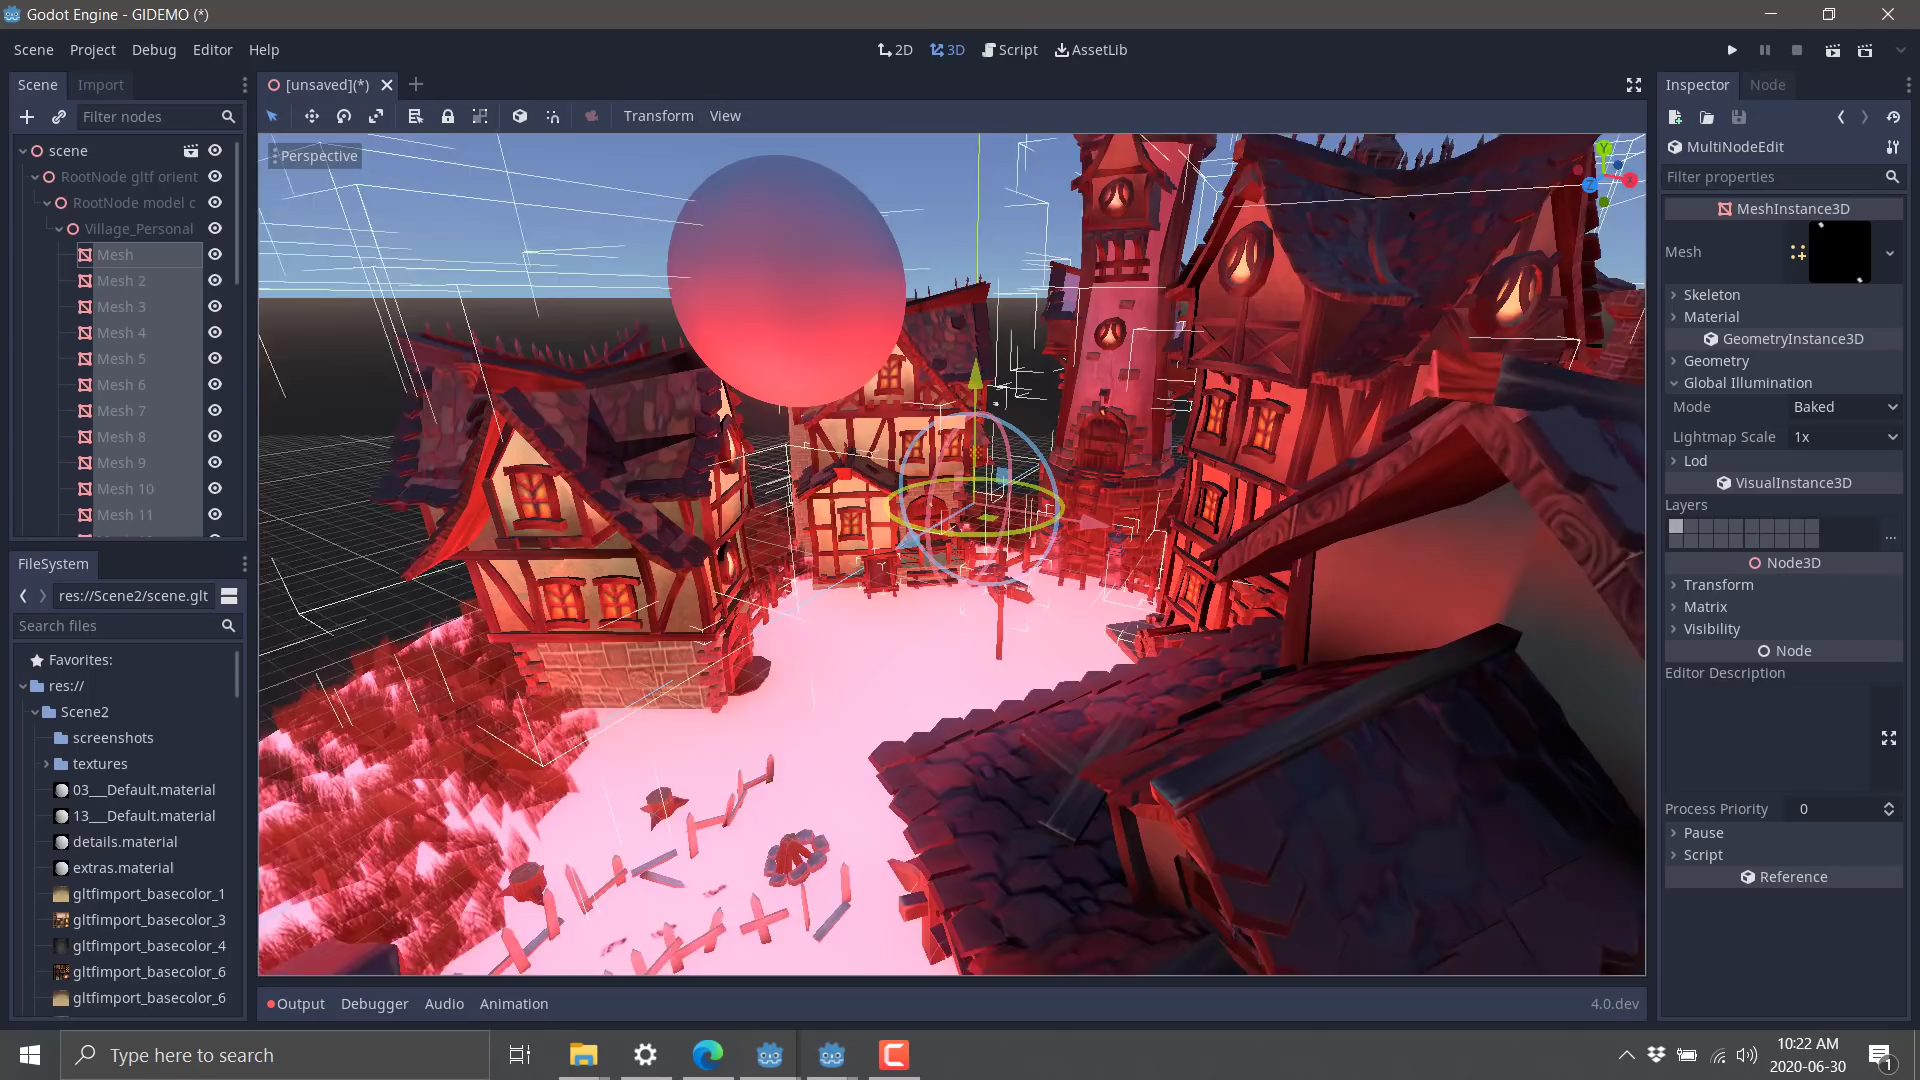 Godot Engine - GIDEMO (*)
Scene Project Debug Editor Help
2D 3D Script AssetLib
Scene Import
Filter nodes
scene
RootNode gltf orient
RootNode model c
Village_Personal
Mesh
Mesh 2
Mesh 3
Mesh 4
Mesh 5
Mesh 6
Mesh 7
Mesh 8
Mesh 9
Mesh 10
Mesh 11
FileSystem
res://Scene2/scene.glt
Search files
Favorites:
res://
Scene2
screenshots
textures
03___Default.material
13___Default.material
details.material
extras.material
gltfimport_basecolor_1
gltfimport_basecolor_3
gltfimport_basecolor_4
gltfimport_basecolor_6
gltfimport_basecolor_6
[unsaved](*)
Transform View
Perspective
Y
X
Z
Output Debugger Audio Animation
4.0.dev
Inspector Node
MultiNodeEdit
Filter properties
MeshInstance3D
Mesh
Skeleton
Material
GeometryInstance3D
Geometry
Global Illumination
Mode Baked
Lightmap Scale 1x
Lod
VisualInstance3D
Layers
...
Node3D
Transform
Matrix
Visibility
Node
Editor Description
Process Priority 0
Pause
Script
Reference
Type here to search
10:22 AM
2020-06-30
1